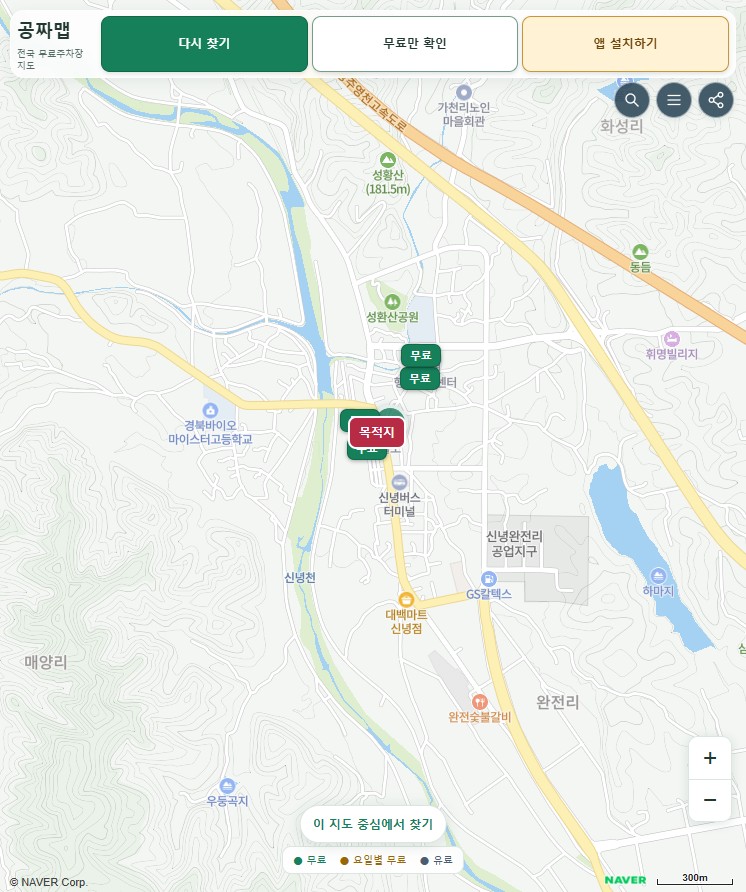 공짜맵
전국 무료주차장
지도
다시 찾기
무료만 확인
앱 설치하기
가천리노인
마을회관
화성리
성황산
(181.5m)
동둠
성환산공원
휘명빌리지
무료
무료
센터
경북바이오
마이스터고등학교
목적지
신녕버스
터미널
신녕완전리
공업지구
신녕천
GS칼텍스
하마지
대백마트
신녕점
매양리
완전리
완전숯불갈비
우동곡지
+
−
이 지도 중심에서 찾기
무료
요일별 무료
유료
© NAVER Corp.
NAVER
300m